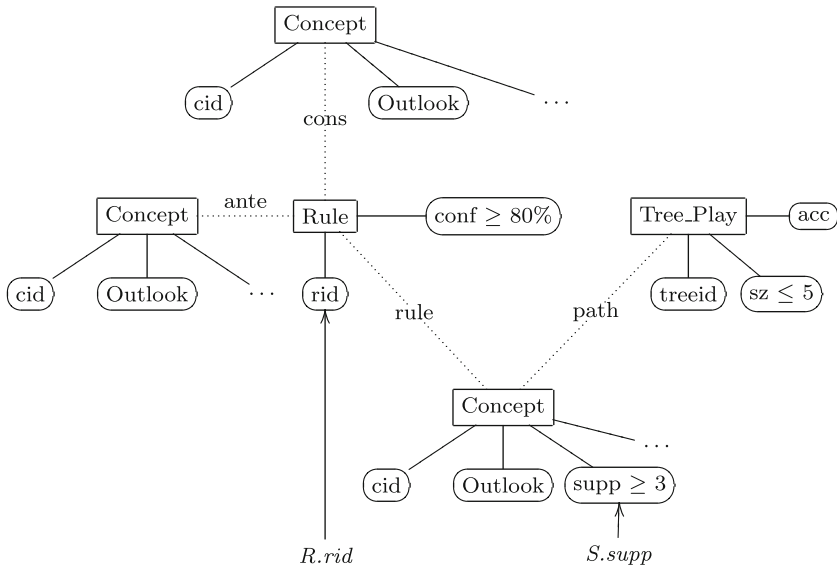 Concept
cid
Outlook
...
cons
Concept
ante
Rule
conf ≥ 80%
Tree_Play
acc
cid
Outlook
...
rid
treeid
sz ≤ 5
rule
path
Concept
...
cid
Outlook
supp ≥ 3
R.rid
S.supp